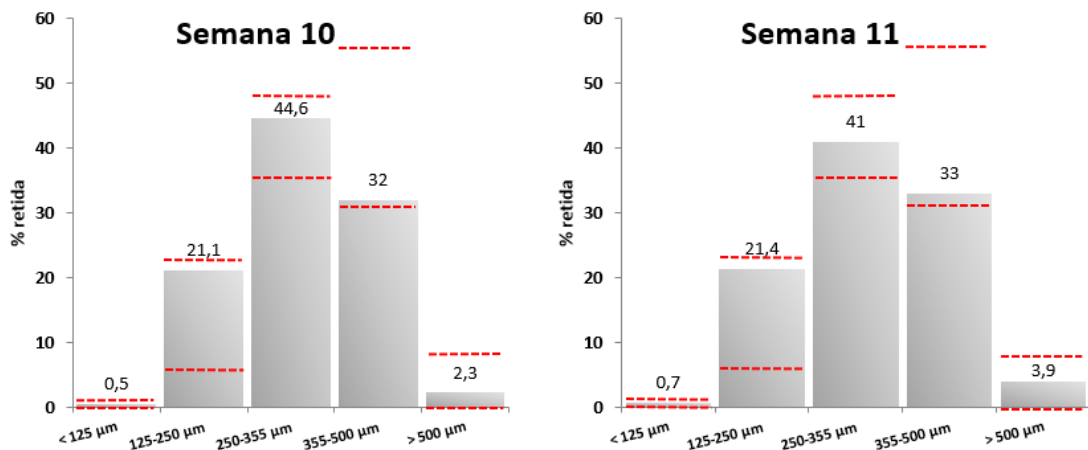 Semana 10
% retida
60
50
40
30
20
10
0
0,5
21,1
44,6
32
2,3
< 125 µm
125-250 µm
250-355 µm
355-500 µm
> 500 µm
Semana 11
% retida
60
50
40
30
20
10
0
0,7
21,4
41
33
3,9
< 125 µm
125-250 µm
250-355 µm
355-500 µm
> 500 µm